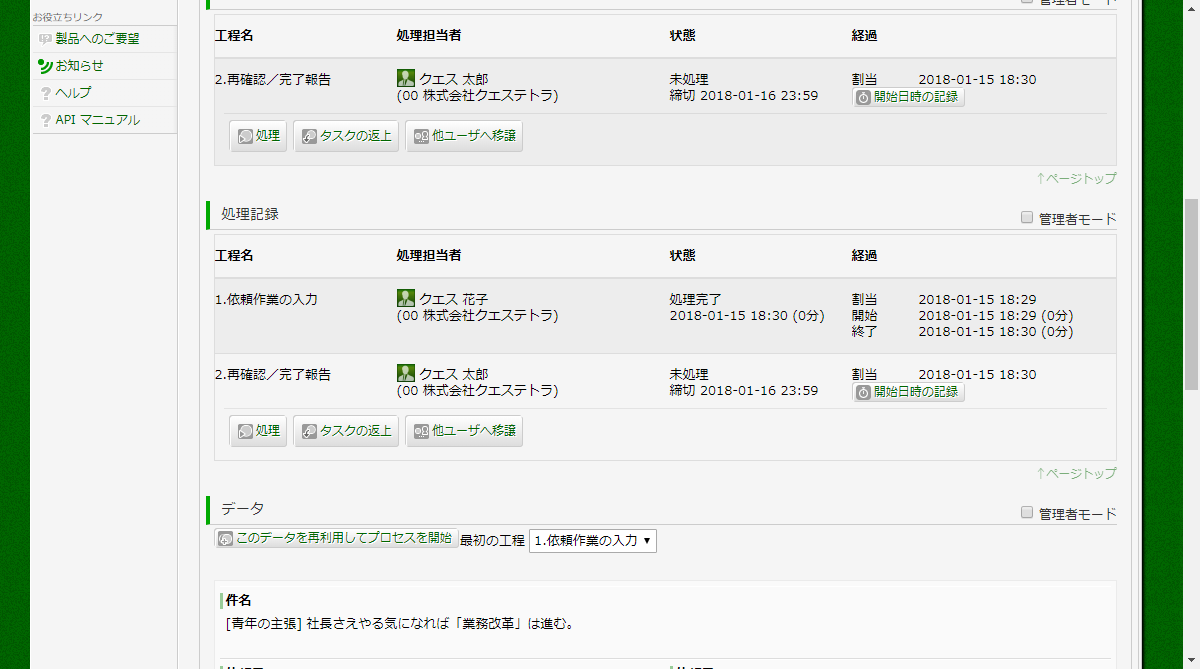 お役立ちリンク
製品へのご要望
お知らせ
ヘルプ
API マニュアル
管理者モード
工程名 処理担当者 状態 経過
2.再確認／完了報告 クエス 太郎 未処理 割当 2018-01-15 18:30
(00 株式会社クエステトラ) 締切 2018-01-16 23:59 開始日時の記録
処理 タスクの返上 他ユーザへ移譲
↑ページトップ
処理記録
管理者モード
工程名 処理担当者 状態 経過
1.依頼作業の入力 クエス 花子 処理完了 割当 2018-01-15 18:29
(00 株式会社クエステトラ) 2018-01-15 18:30 (0分) 開始 2018-01-15 18:29 (0分)
終了 2018-01-15 18:30 (0分)
2.再確認／完了報告 クエス 太郎 未処理 割当 2018-01-15 18:30
(00 株式会社クエステトラ) 締切 2018-01-16 23:59 開始日時の記録
処理 タスクの返上 他ユーザへ移譲
↑ページトップ
データ
管理者モード
このデータを再利用してプロセスを開始 最初の工程 1.依頼作業の入力
件名
[青年の主張] 社長さえやる気になれば「業務改革」は進む。